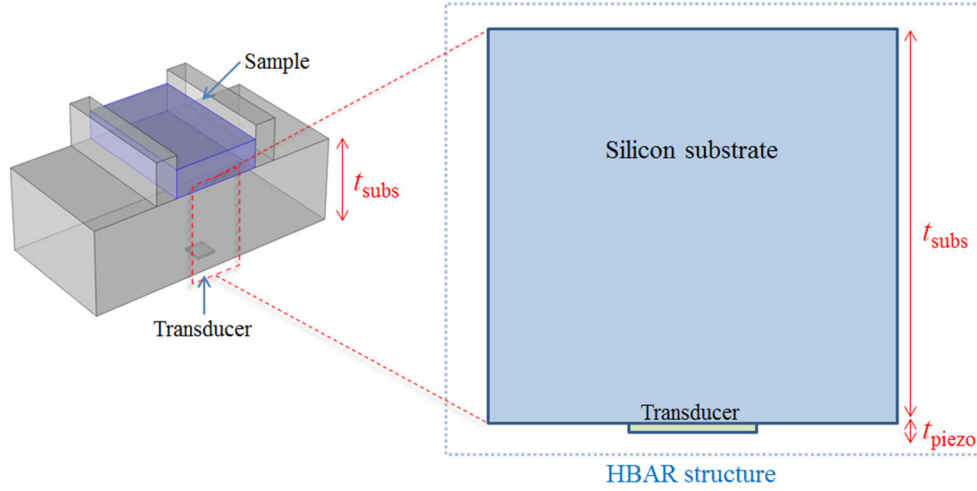 Sample
t_subs
Transducer
Silicon substrate
t_subs
Transducer
t_piezo
HBAR structure